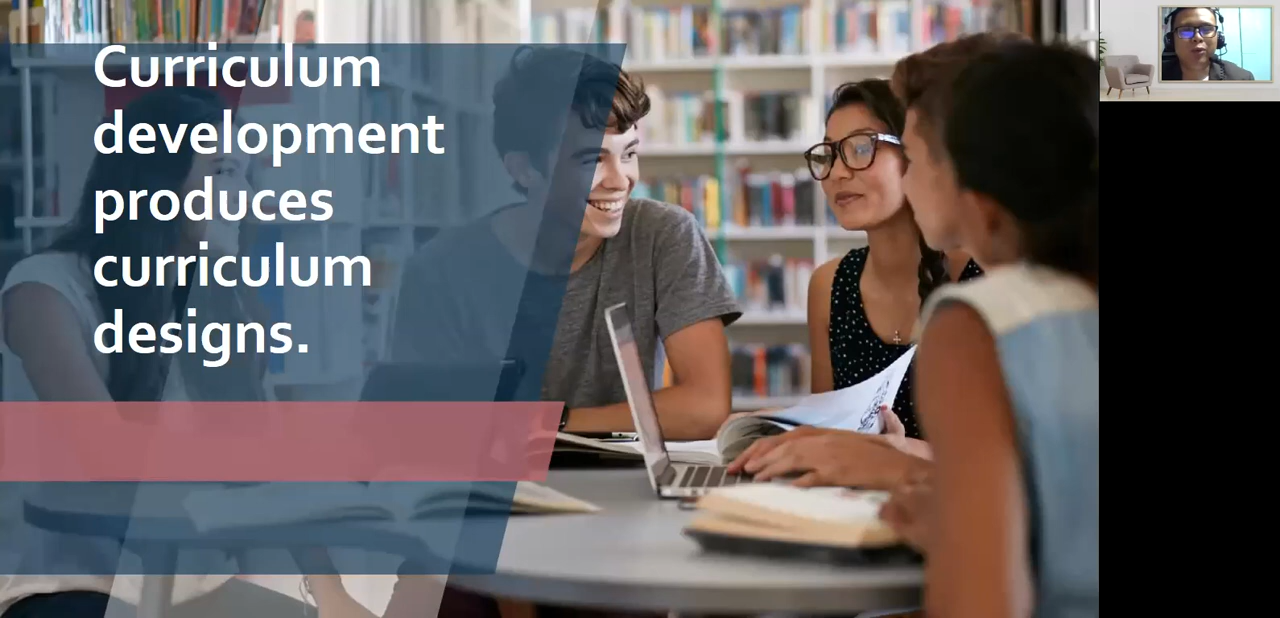 Curriculum
development
produces
curriculum
designs.